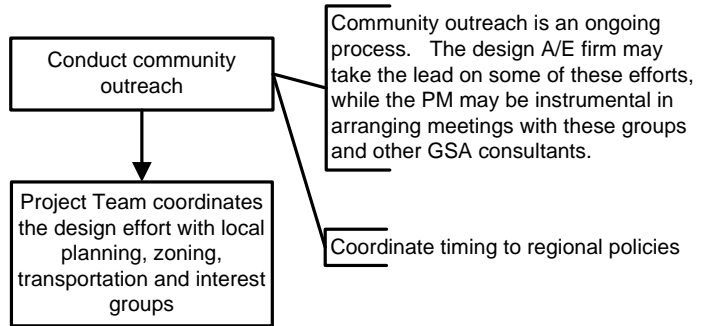 Conduct community
outreach
Community outreach is an ongoing
process.   The design A/E firm may
take the lead on some of these efforts,
while the PM may be instrumental in
arranging meetings with these groups
and other GSA consultants.
Project Team coordinates
the design effort with local
planning, zoning,
transportation and interest
groups
Coordinate timing to regional policies